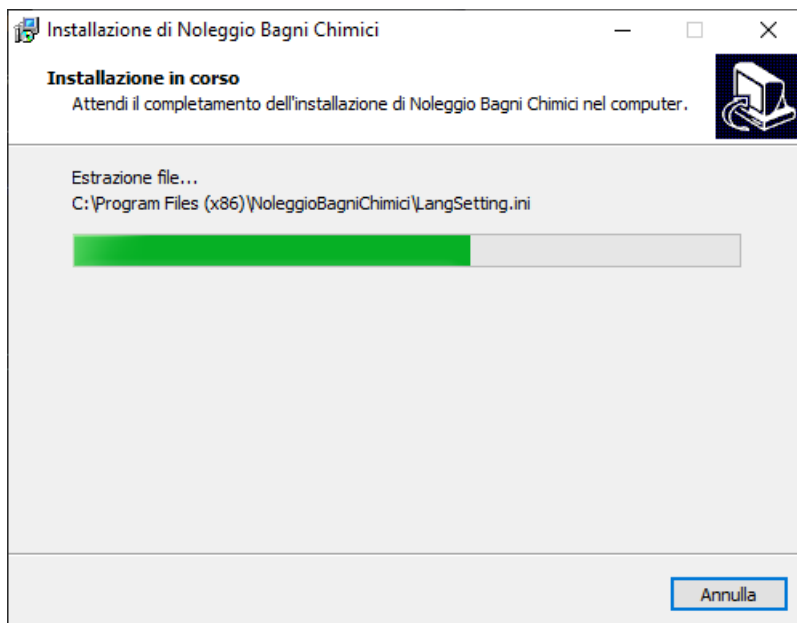 Installazione di Noleggio Bagni Chimici
Installazione in corso
Attendi il completamento dell'installazione di Noleggio Bagni Chimici nel computer.
Estrazione file...
C:\Program Files (x86)\NoleggioBagniChimici\LangSetting.ini
Annulla